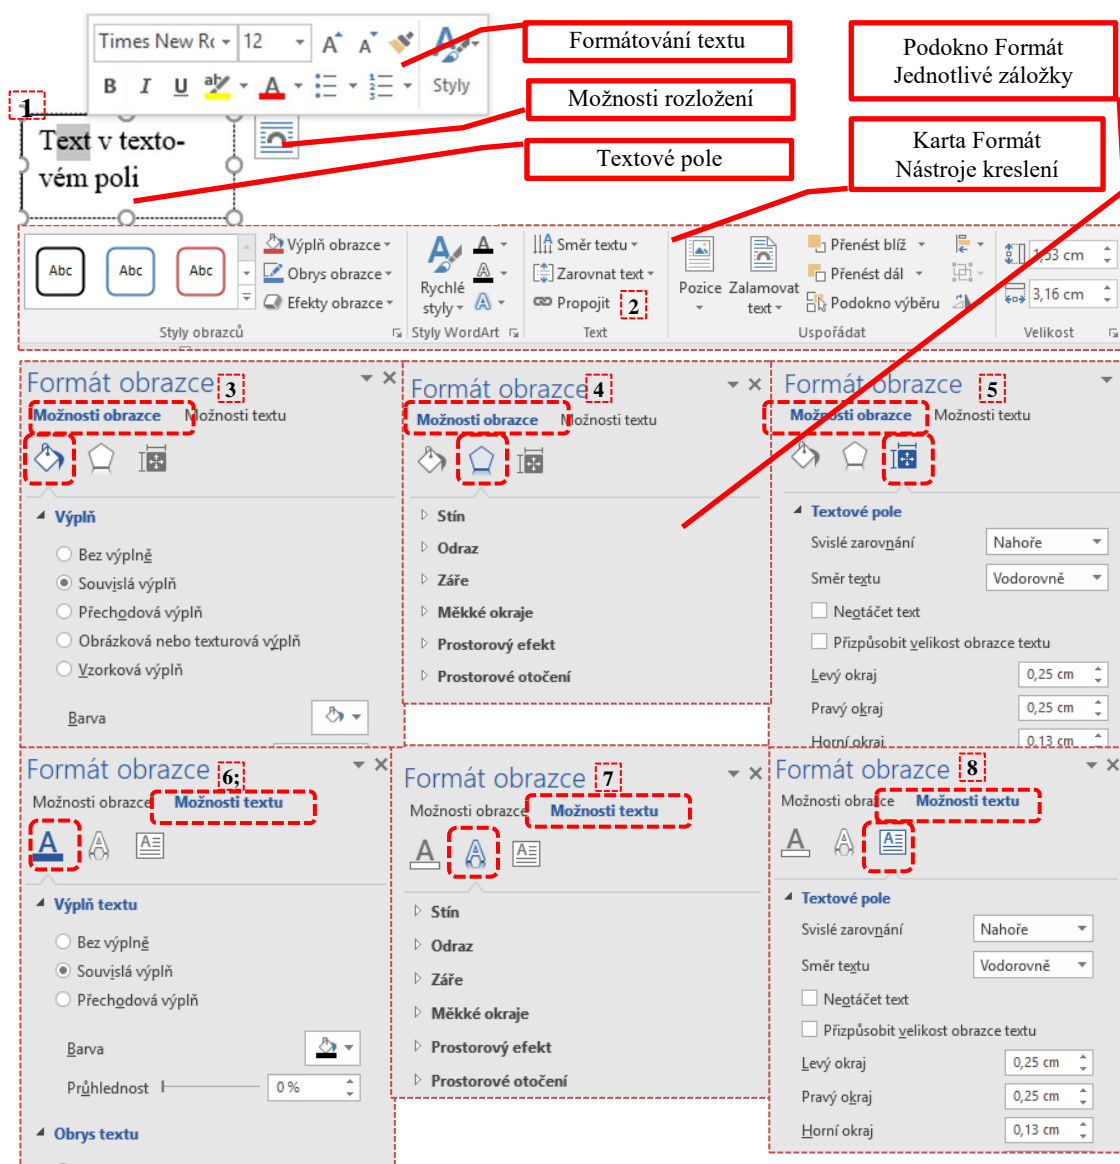 Times New Rc 12 A A
B I U aby A Styly
1
Text v texto-
vém poli
Formátování textu
Možnosti rozložení
Textové pole
Podokno Formát
Jednotlivé záložky
Karta Formát
Nástroje kreslení
Abc Abc Abc
Výplň obrazce
Obrys obrazce
Efekty obrazce
Styly obrazců
Rychlé
styly
A
A
A
A
Styly WordArt
Směr textu
Zarovnat text
Propojit
2
Text
Pozice
Zalamovat
text
Přenést blíž
Přenést dál
Podokno výběru
Uspořádat
1,53 cm
3,16 cm
Velikost
Formát obrazce 3
Možnosti obrazce Možnosti textu
Výplň
Bez výplně
Souvislá výplň
Přechodová výplň
Obrázková nebo texturová výplň
Vzorková výplň
Barva
Formát obrazce 4
Možnosti obrazce Možnosti textu
Stín
Odraz
Záře
Měkké okraje
Prostorový efekt
Prostorové otočení
Formát obrazce 5
Možnosti obrazce Možnosti textu
Textové pole
Svislé zarovnání Nahoře
Směr textu Vodorovně
Neotáčet text
Přizpůsobit velikost obrazce textu
Levý okraj 0,25 cm
Pravý okraj 0,25 cm
Horní okraj 0,13 cm
Formát obrazce 6;
Možnosti obrazce Možnosti textu
A A A
Výplň textu
Bez výplně
Souvislá výplň
Přechodová výplň
Barva
Průhlednost 0 %
Obrys textu
Formát obrazce 7
Možnosti obrazce Možnosti textu
A A A
Stín
Odraz
Záře
Měkké okraje
Prostorový efekt
Prostorové otočení
Formát obrazce 8
Možnosti obrazce Možnosti textu
A A A
Textové pole
Svislé zarovnání Nahoře
Směr textu Vodorovně
Neotáčet text
Přizpůsobit velikost obrazce textu
Levý okraj 0,25 cm
Pravý okraj 0,25 cm
Horní okraj 0,13 cm